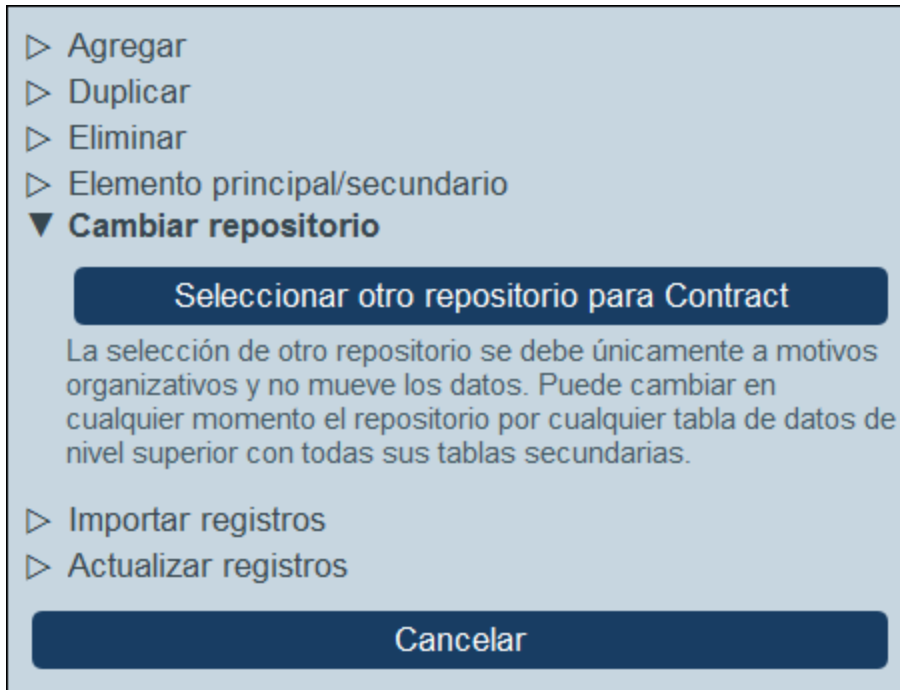 ▷ Agregar
▷ Duplicar
▷ Eliminar
▷ Elemento principal/secundario
▼ Cambiar repositorio
Seleccionar otro repositorio para Contract
La selección de otro repositorio se debe únicamente a motivos
organizativos y no mueve los datos. Puede cambiar en
cualquier momento el repositorio por cualquier tabla de datos de
nivel superior con todas sus tablas secundarias.
▷ Importar registros
▷ Actualizar registros
Cancelar